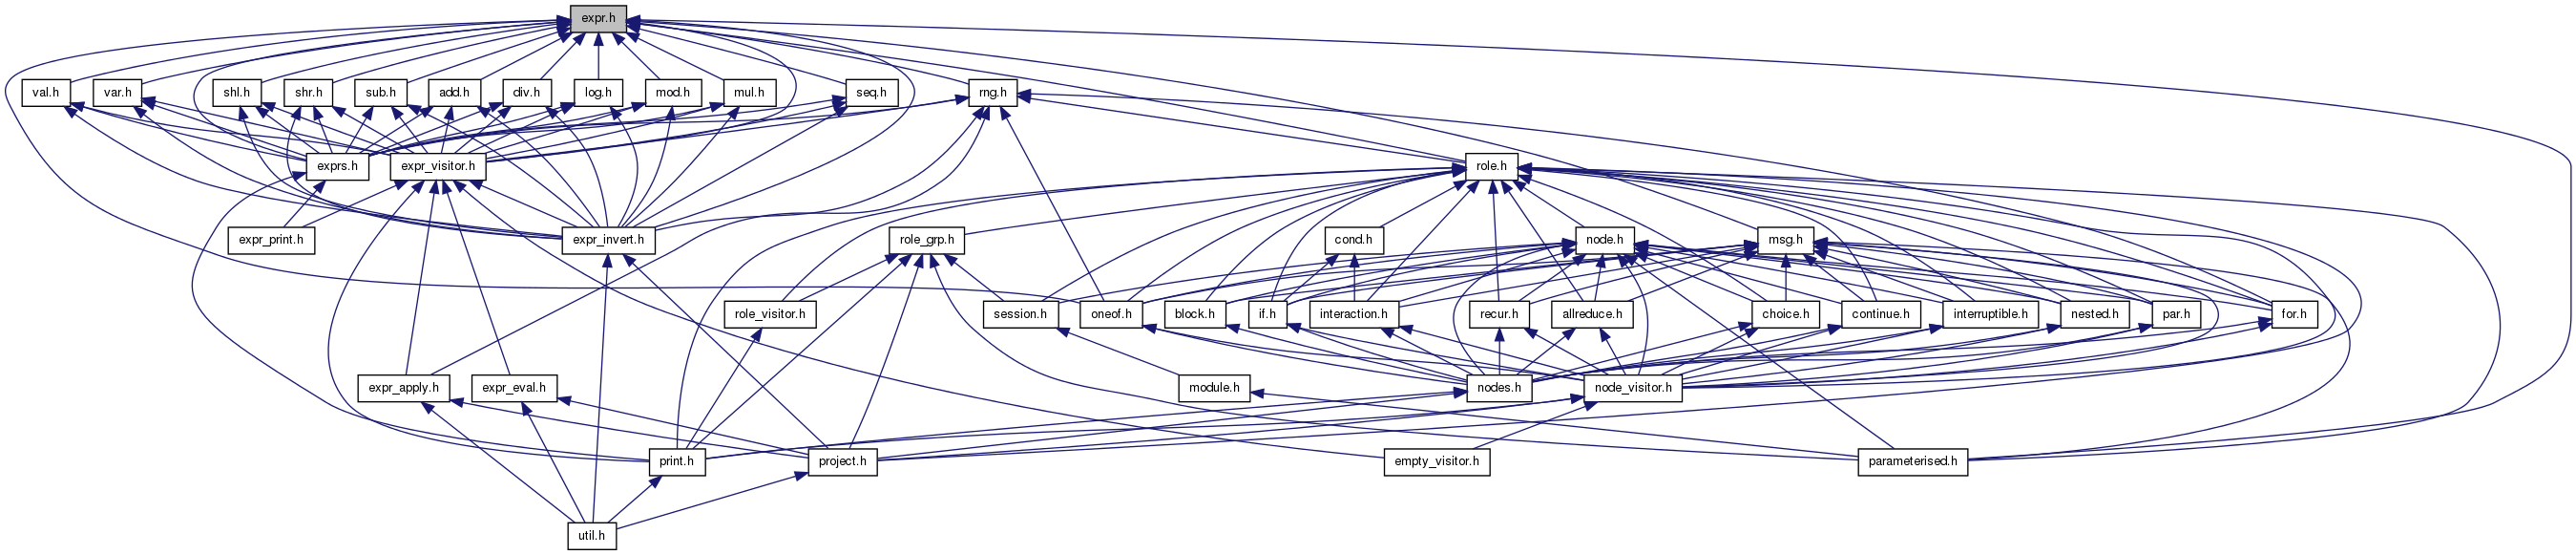 expr.h
val.h
var.h
shl.h
shr.h
sub.h
add.h
div.h
log.h
mod.h
mul.h
seq.h
rng.h
exprs.h
expr_visitor.h
role.h
expr_print.h
expr_invert.h
role_grp.h
cond.h
node.h
msg.h
role_visitor.h
session.h
oneof.h
block.h
if.h
interaction.h
recur.h
allreduce.h
choice.h
continue.h
interruptible.h
nested.h
par.h
for.h
expr_apply.h
expr_eval.h
module.h
nodes.h
node_visitor.h
print.h
project.h
empty_visitor.h
parameterised.h
util.h